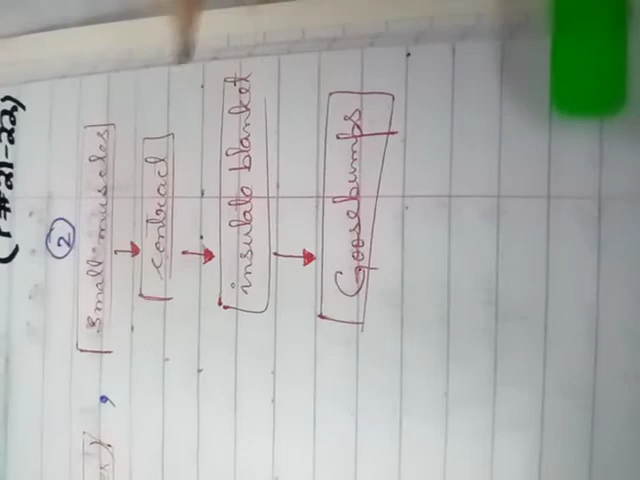 (P#21-22)
2
Small muscles
Contract
insulate blanket
Goosebumps